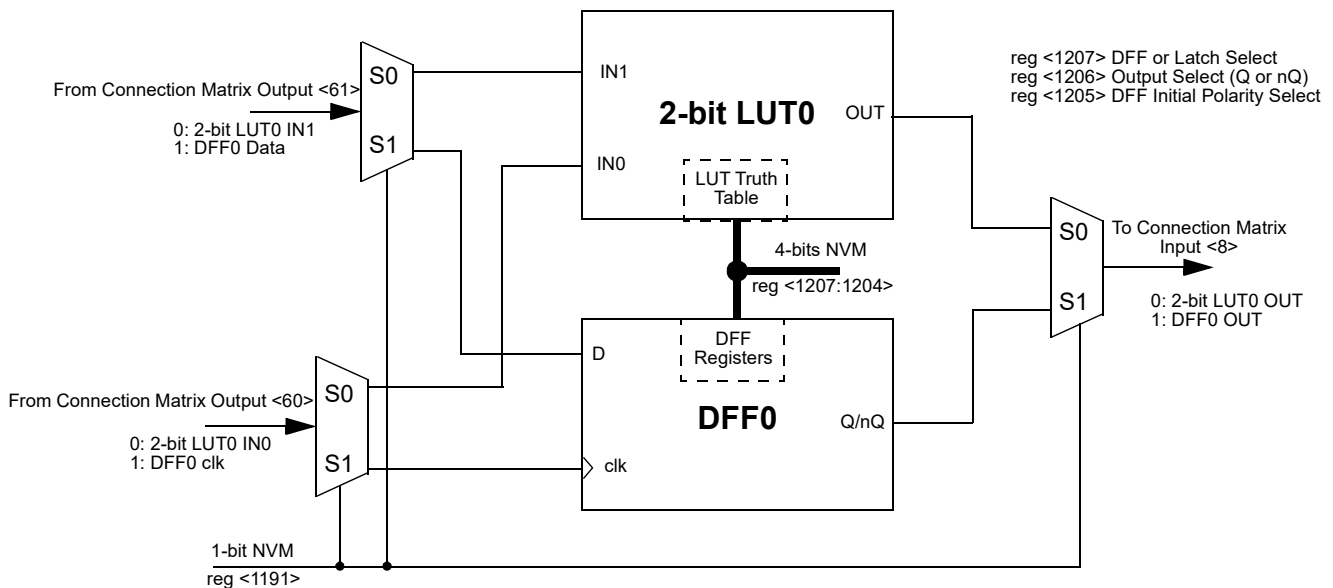 From Connection Matrix Output <61>
0: 2-bit LUT0 IN1
1: DFF0 Data
S0
S1
IN1
IN0
2-bit LUT0
OUT
LUT Truth
Table
reg <1207> DFF or Latch Select
reg <1206> Output Select (Q or nQ)
reg <1205> DFF Initial Polarity Select
4-bits NVM
reg <1207:1204>
S0
S1
To Connection Matrix
Input <8>
0: 2-bit LUT0 OUT
1: DFF0 OUT
From Connection Matrix Output <60>
0: 2-bit LUT0 IN0
1: DFF0 clk
S0
S1
D
clk
DFF
Registers
DFF0
Q/nQ
1-bit NVM
reg <1191>